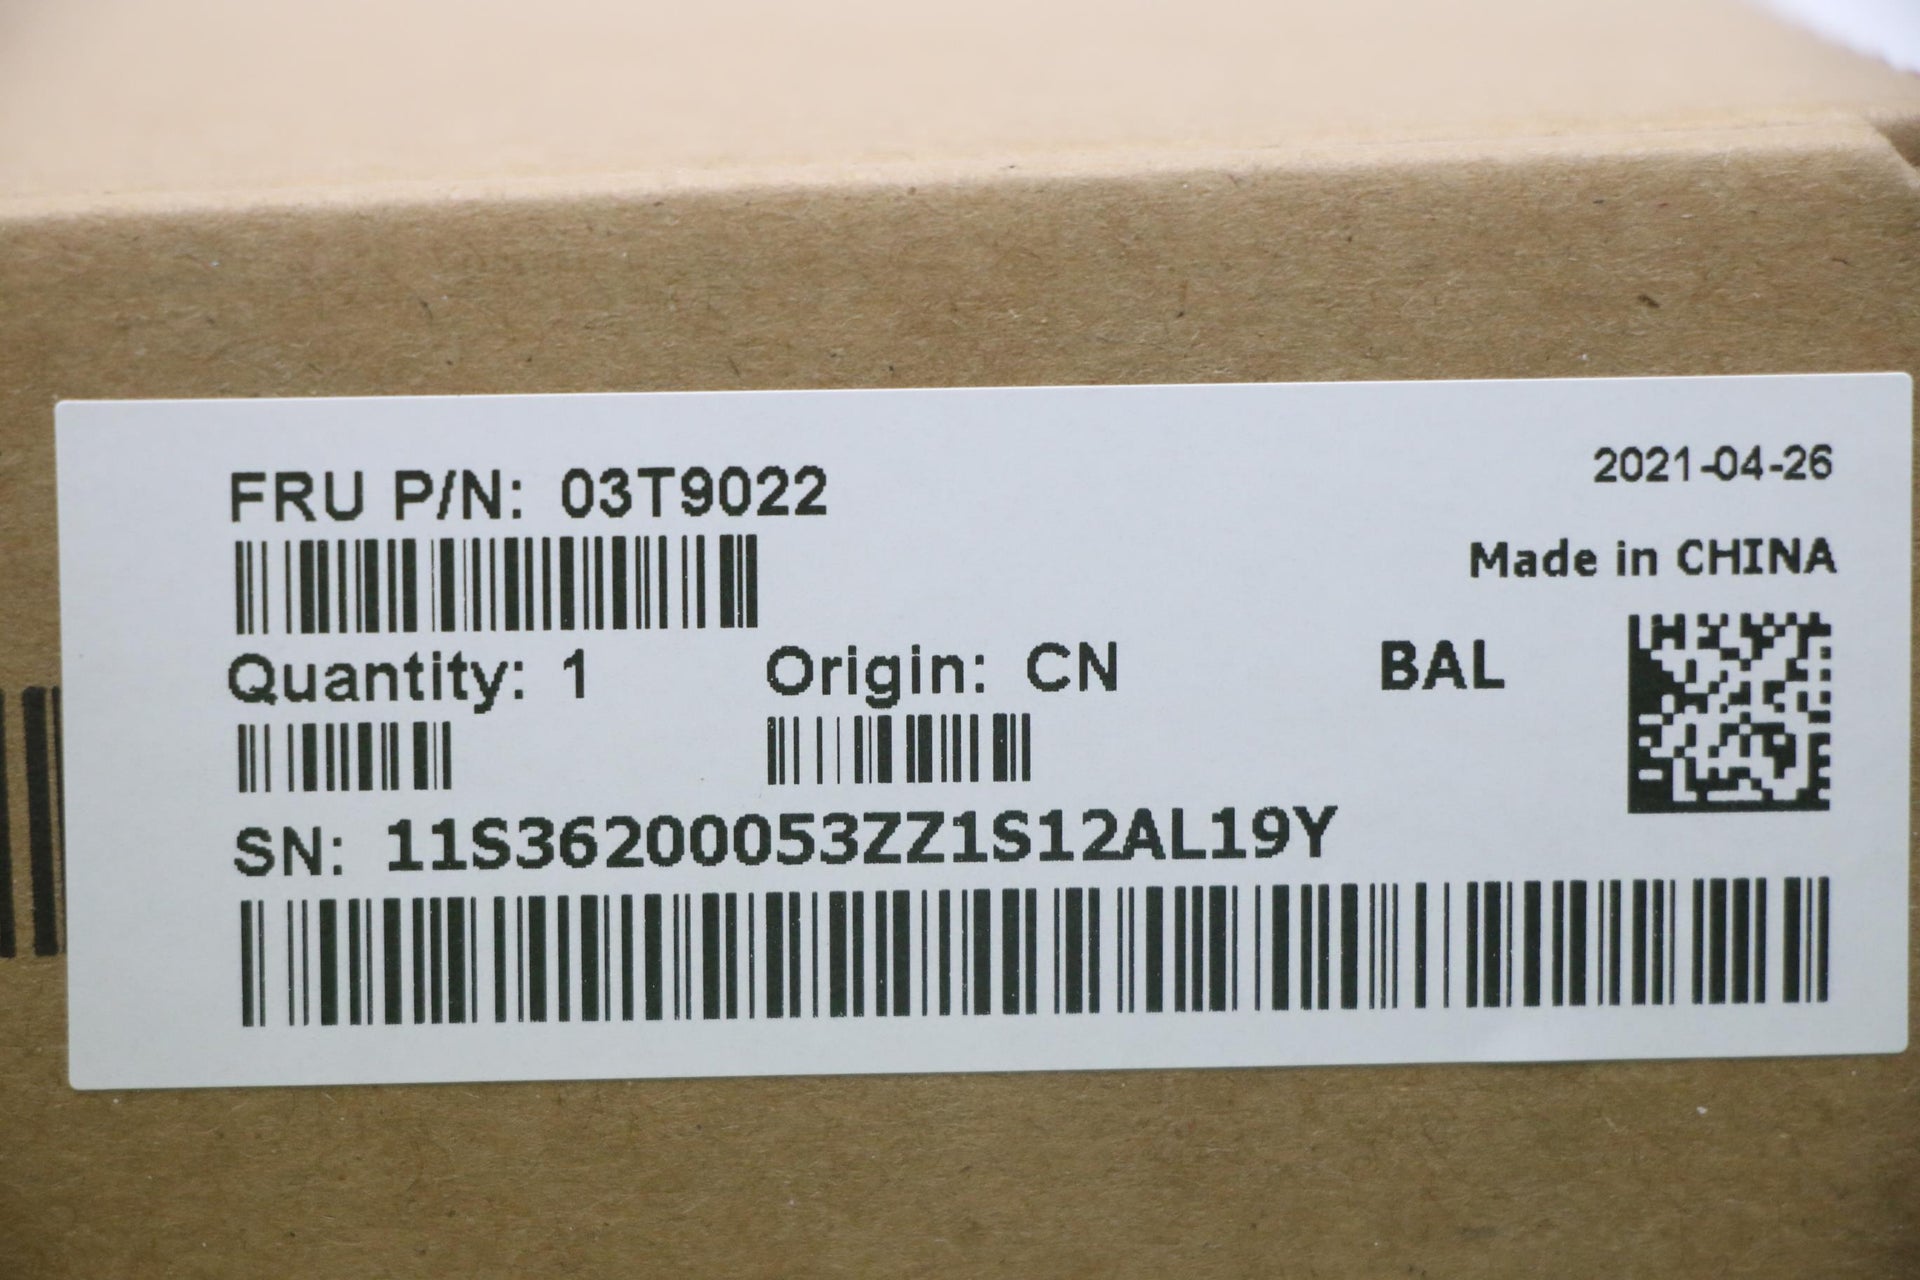 FRU P/N: 03T9022
2021-04-26
Made in CHINA
Quantity: 1
Origin: CN
BAL
SN: 11S36200053ZZ1S12AL19Y